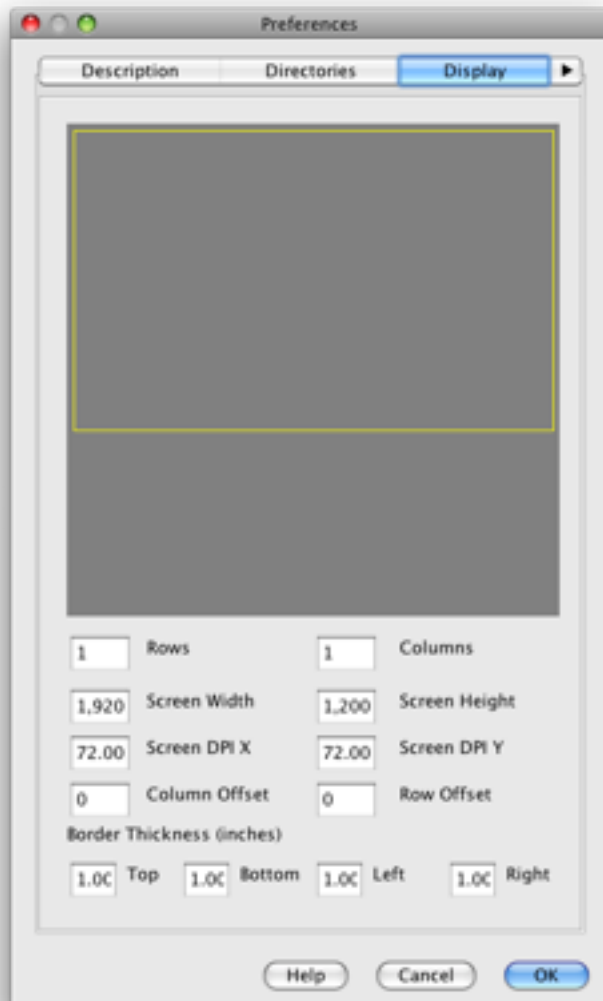 Preferences
Description Directories Display
1 Rows 1 Columns
1,920 Screen Width 1,200 Screen Height
72.00 Screen DPI X 72.00 Screen DPI Y
0 Column Offset 0 Row Offset
Border Thickness (inches)
1.00 Top 1.00 Bottom 1.00 Left 1.00 Right
Help Cancel OK